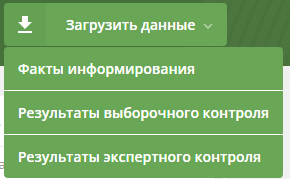 Загрузить данные
Факты информирования
Результаты выборочного контроля
Результаты экспертного контроля